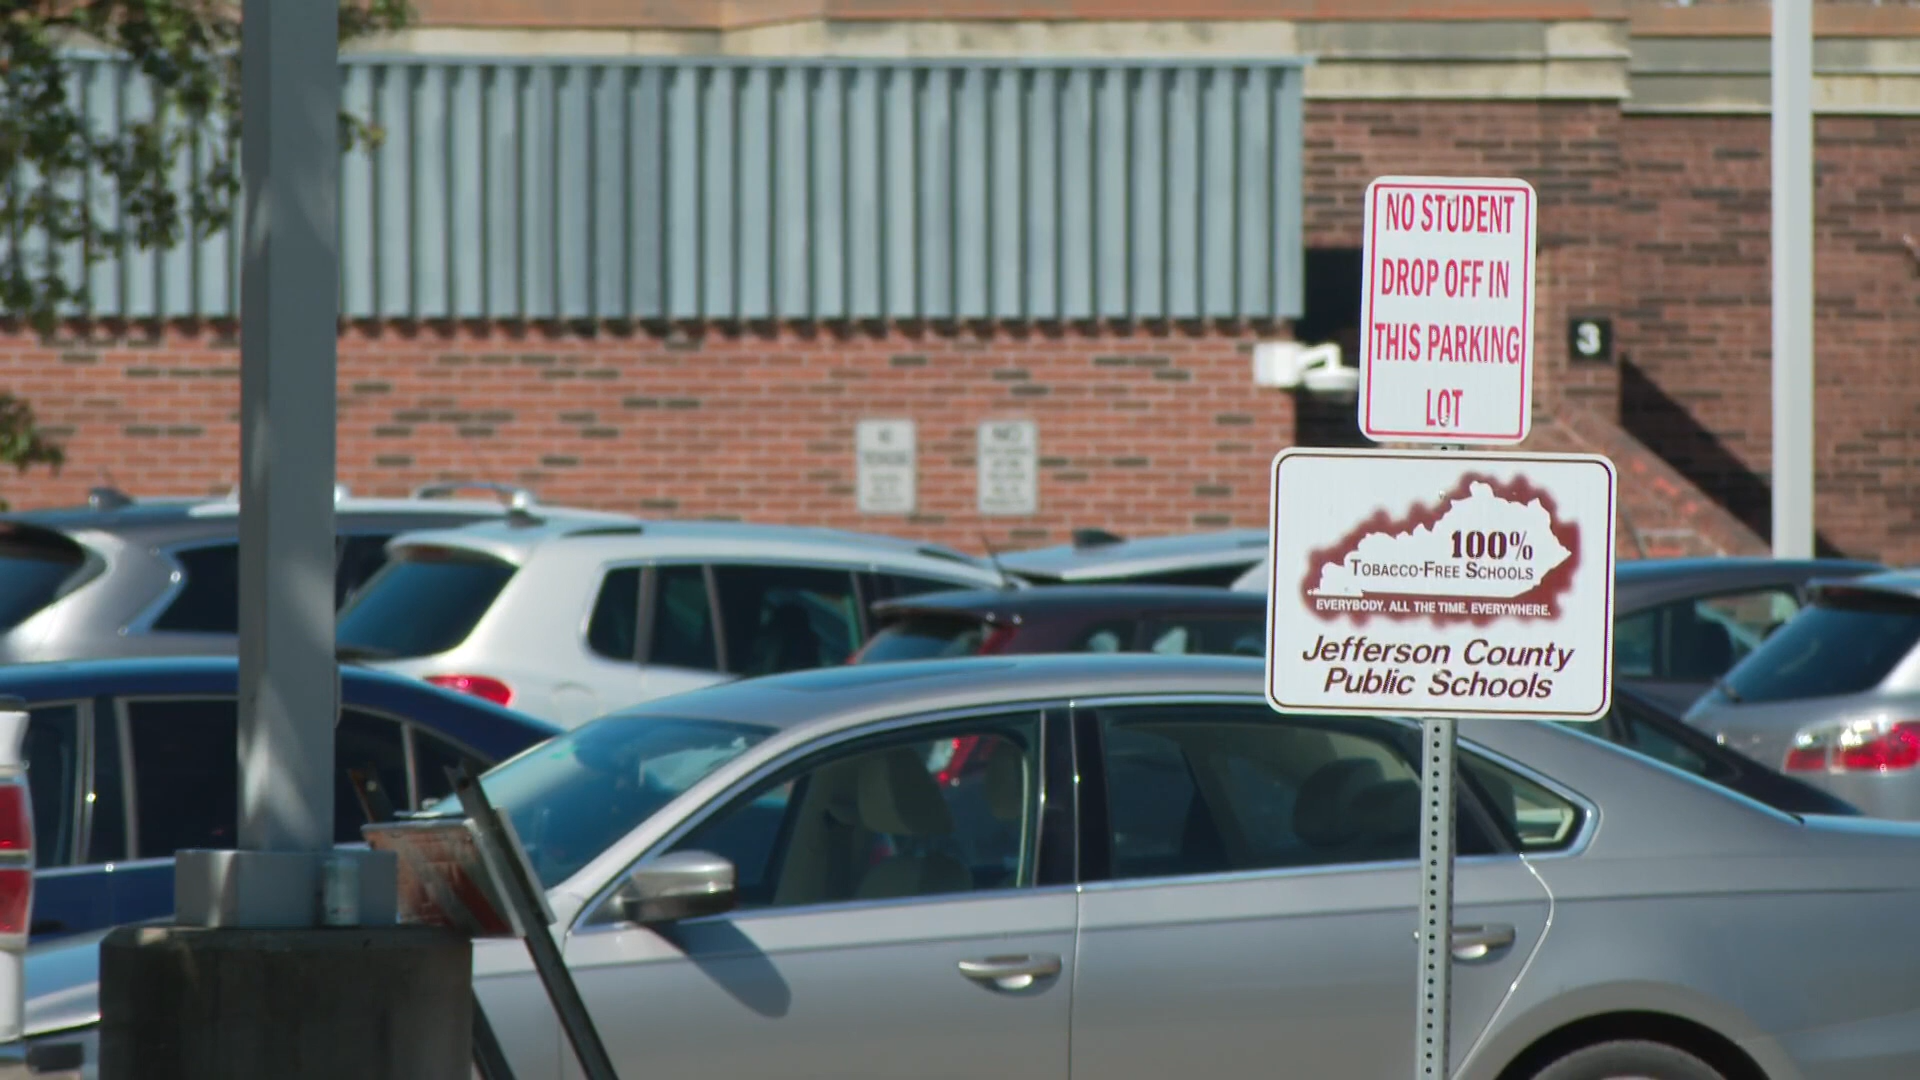 NO STUDENT
DROP OFF IN
THIS PARKING
LOT
3
100%
TOBACCO-FREE SCHOOLS
EVERYBODY. ALL THE TIME. EVERYWHERE.
Jefferson County
Public Schools
NO